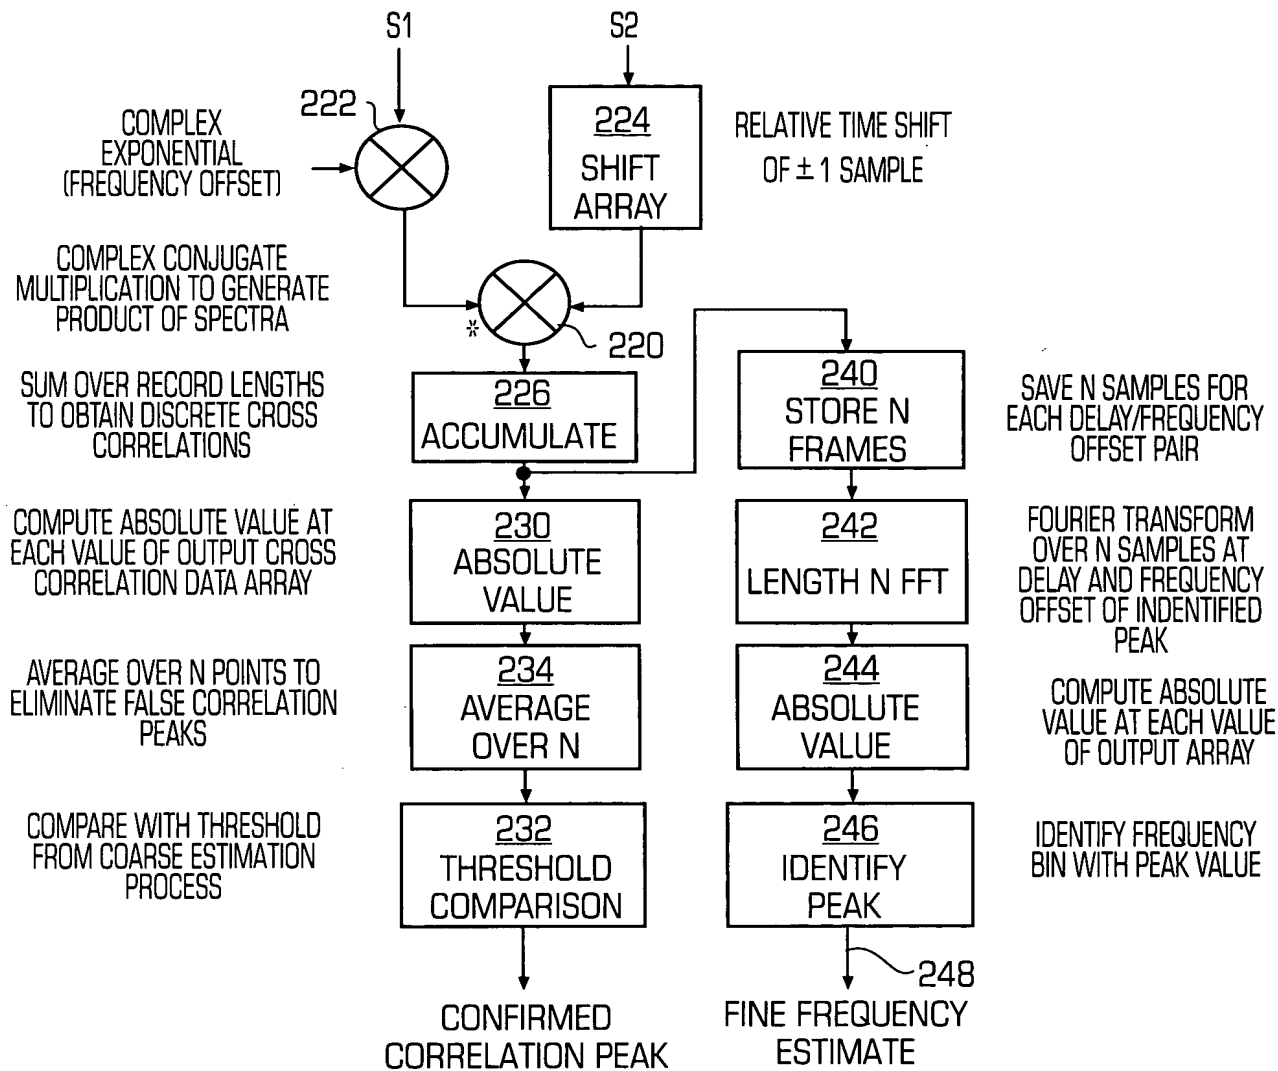 S1
S2
222
COMPLEX
EXPONENTIAL
(FREQUENCY OFFSET)
224
SHIFT
ARRAY
RELATIVE TIME SHIFT
OF ± 1 SAMPLE
COMPLEX CONJUGATE
MULTIPLICATION TO GENERATE
PRODUCT OF SPECTRA
*
220
SUM OVER RECORD LENGTHS
TO OBTAIN DISCRETE CROSS
CORRELATIONS
226
ACCUMULATE
240
STORE N
FRAMES
SAVE N SAMPLES FOR
EACH DELAY/FREQUENCY
OFFSET PAIR
COMPUTE ABSOLUTE VALUE AT
EACH VALUE OF OUTPUT CROSS
CORRELATION DATA ARRAY
230
ABSOLUTE
VALUE
242
LENGTH N FFT
FOURIER TRANSFORM
OVER N SAMPLES AT
DELAY AND FREQUENCY
OFFSET OF INDENTIFIED
PEAK
AVERAGE OVER N POINTS TO
ELIMINATE FALSE CORRELATION
PEAKS
234
AVERAGE
OVER N
244
ABSOLUTE
VALUE
COMPUTE ABSOLUTE
VALUE AT EACH VALUE
OF OUTPUT ARRAY
COMPARE WITH THRESHOLD
FROM COARSE ESTIMATION
PROCESS
232
THRESHOLD
COMPARISON
246
IDENTIFY
PEAK
IDENTIFY FREQUENCY
BIN WITH PEAK VALUE
248
CONFIRMED
CORRELATION PEAK
FINE FREQUENCY
ESTIMATE